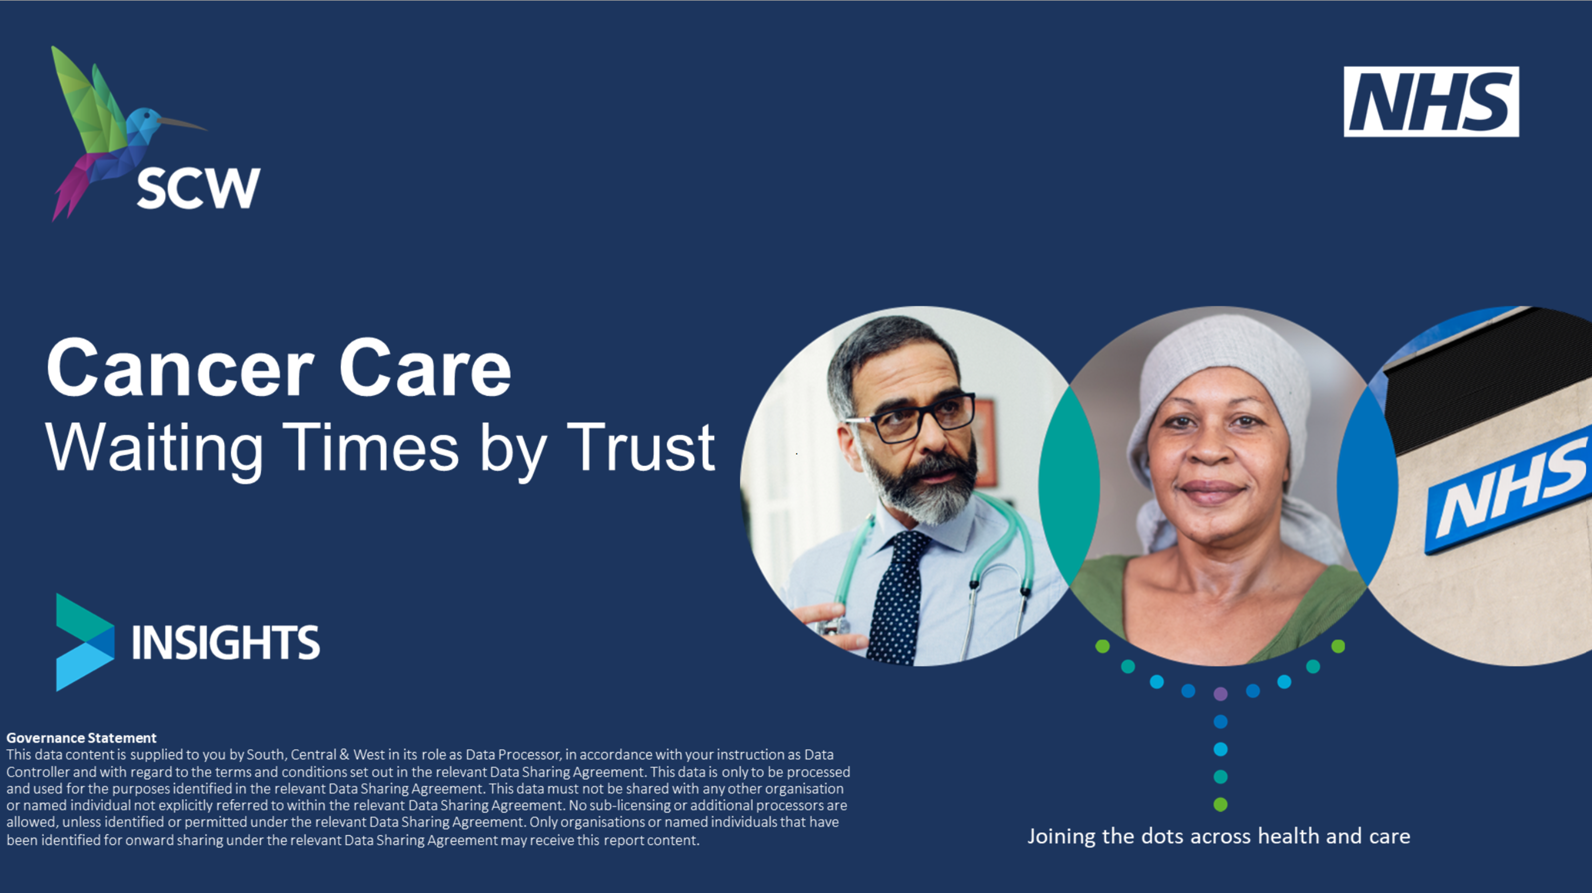 SCW
NHS
Cancer Care
Waiting Times by Trust
NHS
INSIGHTS
Governance Statement
This data content is supplied to you by South, Central & West in its role as Data Processor, in accordance with your instruction as Data
Controller and with regard to the terms and conditions set out in the relevant Data Sharing Agreement. This data is only to be processed
and used for the purposes identified in the relevant Data Sharing Agreement. This data must not be shared with any other organisation
or named individual not explicitly referred to within the relevant Data Sharing Agreement. No sub-licensing or additional processors are
allowed, unless identified or permitted under the relevant Data Sharing Agreement. Only organisations or named individuals that have
been identified for onward sharing under the relevant Data Sharing Agreement may receive this report content.
Joining the dots across health and care